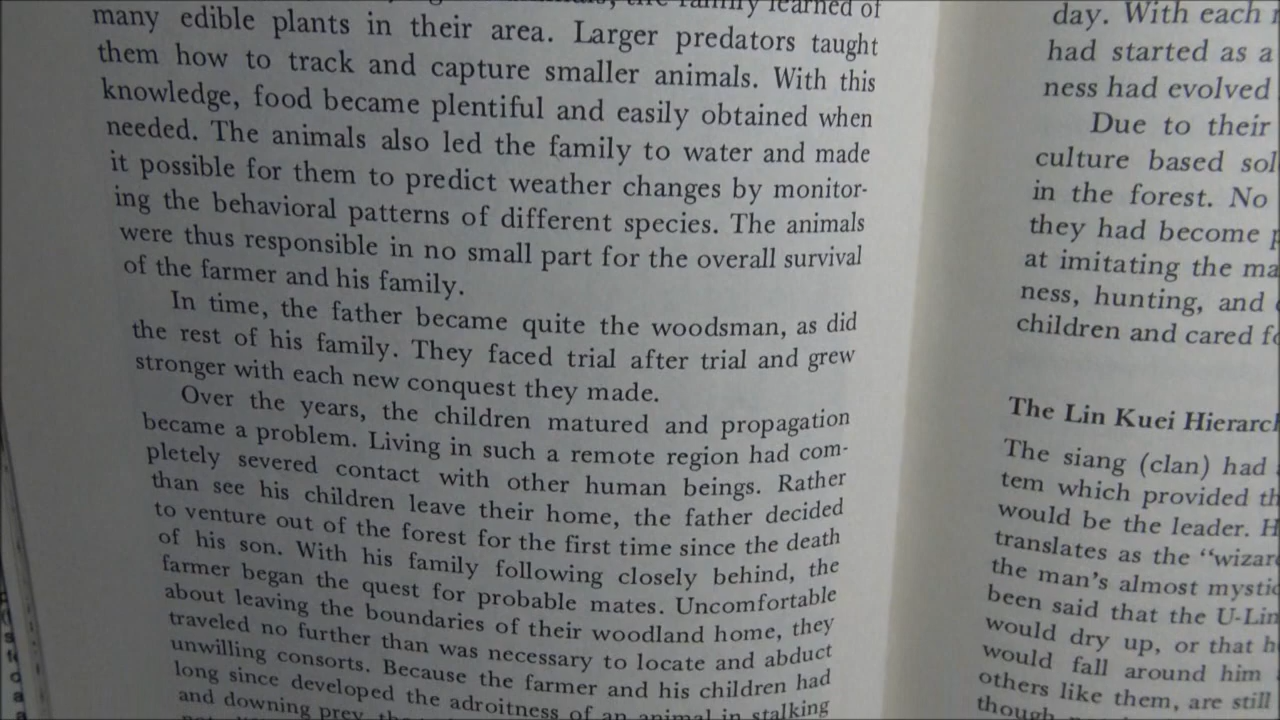 the family learned of
many edible plants in their area. Larger predators taught
them how to track and capture smaller animals. With this
knowledge, food became plentiful and easily obtained when
needed. The animals also led the family to water and made
it possible for them to predict weather changes by monitor-
ing the behavioral patterns of different species. The animals
were thus responsible in no small part for the overall survival
of the farmer and his family.
In time, the father became quite the woodsman, as did
the rest of his family. They faced trial after trial and grew
stronger with each new conquest they made.
Over the years, the children matured and propagation
became a problem. Living in such a remote region had com-
pletely severed contact with other human beings. Rather
than see his children leave their home, the father decided
to venture out of the forest for the first time since the death
of his son. With his family following closely behind, the
farmer began the quest for probable mates. Uncomfortable
about leaving the boundaries of their woodland home, they
traveled no further than was necessary to locate and abduct
unwilling consorts. Because the farmer and his children had
long since developed the adroitness of an animal in stalking
and downing prey,
day. With each
had started as a
ness had evolved
Due to their
culture based
in the forest. No
they had become
at imitating the
ness, hunting, and
children and cared
The Lin Kuei
The siang (clan) had
tem which provided
would be the leader.
translates as the
the man's almost
been said that the
would dry up, or that
would fall around him
others like them, are still
though